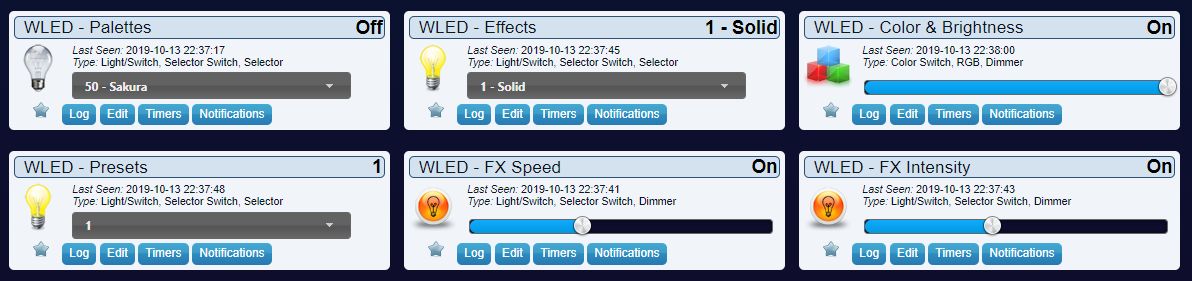 WLED - Palettes Off
Last Seen: 2019-10-13 22:37:17
Type: Light/Switch, Selector Switch, Selector
50 - Sakura
Log Edit Timers Notifications
WLED - Effects 1 - Solid
Last Seen: 2019-10-13 22:37:45
Type: Light/Switch, Selector Switch, Selector
1 - Solid
Log Edit Timers Notifications
WLED - Color & Brightness On
Last Seen: 2019-10-13 22:38:00
Type: Color Switch, RGB, Dimmer
Log Edit Timers Notifications
WLED - Presets 1
Last Seen: 2019-10-13 22:37:48
Type: Light/Switch, Selector Switch, Selector
1
Log Edit Timers Notifications
WLED - FX Speed On
Last Seen: 2019-10-13 22:37:41
Type: Light/Switch, Selector Switch, Dimmer
Log Edit Timers Notifications
WLED - FX Intensity On
Last Seen: 2019-10-13 22:37:43
Type: Light/Switch, Selector Switch, Dimmer
Log Edit Timers Notifications